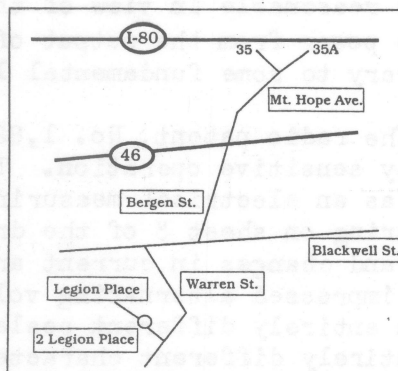 I-80
35 35A
Mt. Hope Ave.
46
Bergen St.
Blackwell St.
Legion Place
Warren St.
2 Legion Place